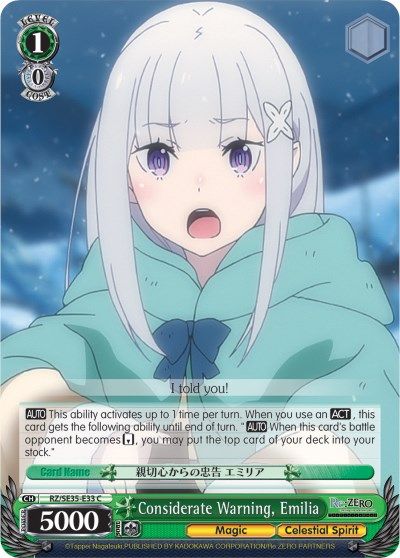 LEVEL
1
0
COST
I told you!
AUTO This ability activates up to 1 time per turn. When you use an ACT, this
card gets the following ability until end of turn. "AUTO When this card's battle
opponent becomes [▼], you may put the top card of your deck into your
stock."
Card Name
親切心からの忠告 エミリア
CH RZ/SE35-E33 C
Considerate Warning, Emilia
Re:ZERO
POWER
5000
Magic
Celestial Spirit
©Tappei Nagatsuki,PUBLISHED BY KADOKAWA CORPORATION/Re:ZERO PARTNERS